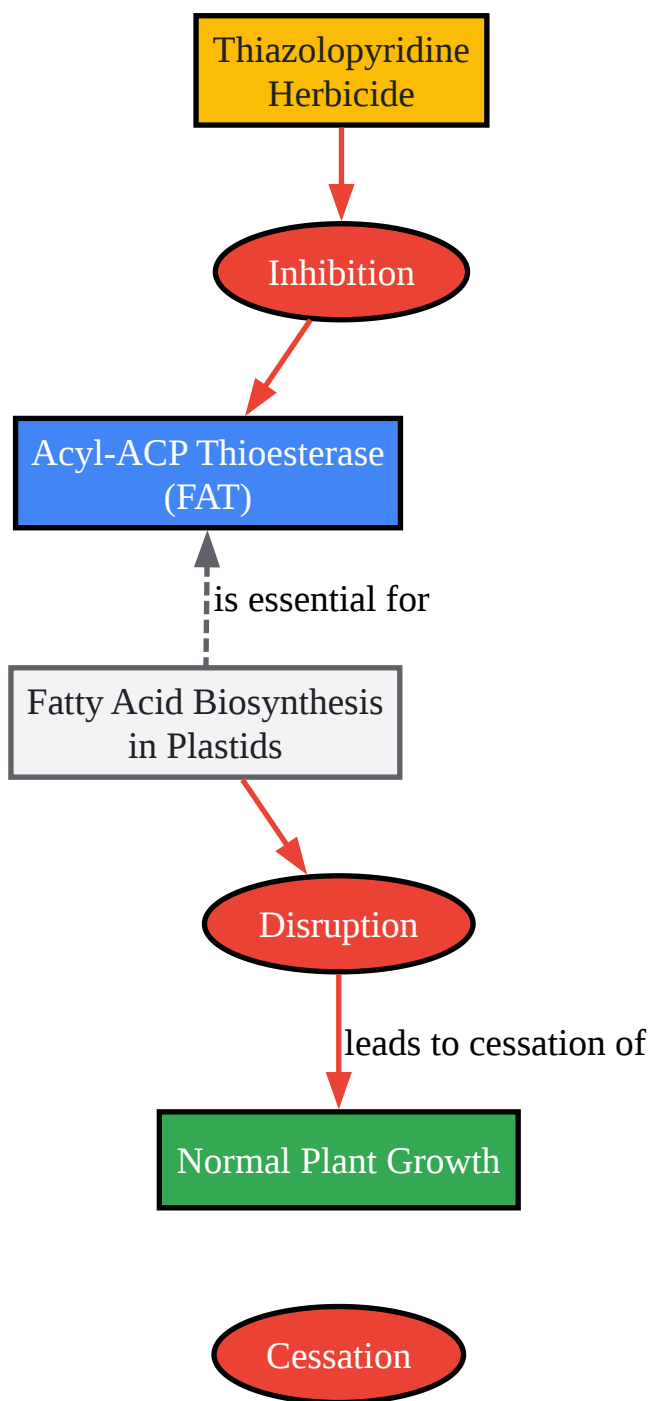 Thiazolopyridine
Herbicide
Inhibition
Acyl-ACP Thioesterase
(FAT)
is essential for
Fatty Acid Biosynthesis
in Plastids
Disruption
leads to cessation of
Normal Plant Growth
Cessation